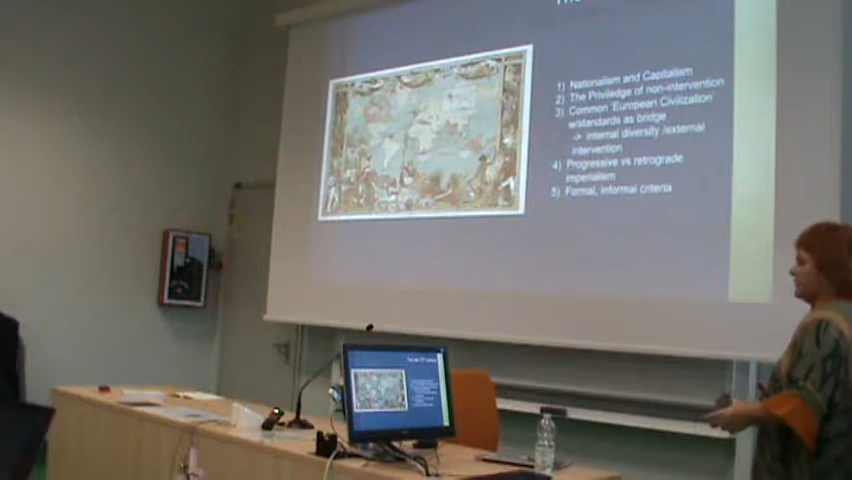 1) Nationalism and Capitalism
2) The Priviledge of non-intervention
3) Common 'European Civilization'
w/standards as bridge
-> internal diversity /external
intervention
4) Progressive vs retrograde
imperialism
5) Formal, informal criteria